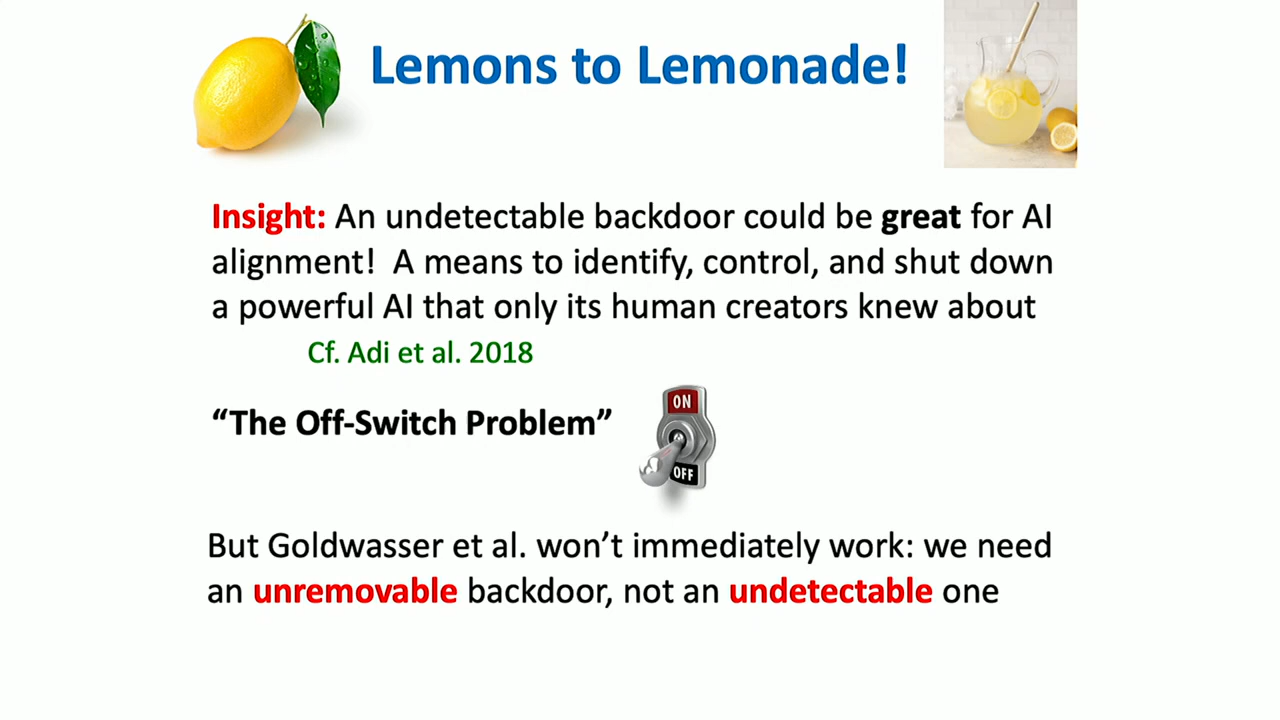 Lemons to Lemonade!
Insight: An undetectable backdoor could be great for AI
alignment!  A means to identify, control, and shut down
a powerful AI that only its human creators knew about
Cf. Adi et al. 2018
“The Off-Switch Problem”
ON
OFF
But Goldwasser et al. won’t immediately work: we need
an unremovable backdoor, not an undetectable one